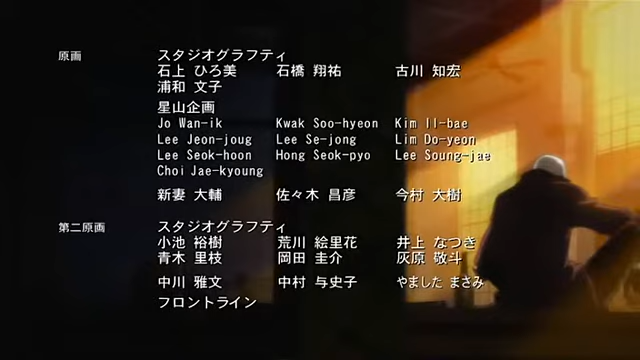 原画 スタジオグラフティ
石上 ひろ美 石橋 翔祐 古川 知宏
浦和 文子
星山企画
Jo Wan-ik Kwak Soo-hyeon Kim Il-bae
Lee Jeon-joug Lee Se-jong Lim Do-yeon
Lee Seok-hoon Hong Seok-pyo Lee Soung-jae
Choi Jae-kyoung
新妻 大輔 佐々木 昌彦 今村 大樹
第二原画 スタジオグラフティ
小池 裕樹 荒川 絵里花 井上 なつき
青木 里枝 岡田 圭介 灰原 敬斗
中川 雅文 中村 与史子 やました まさみ
フロントライン